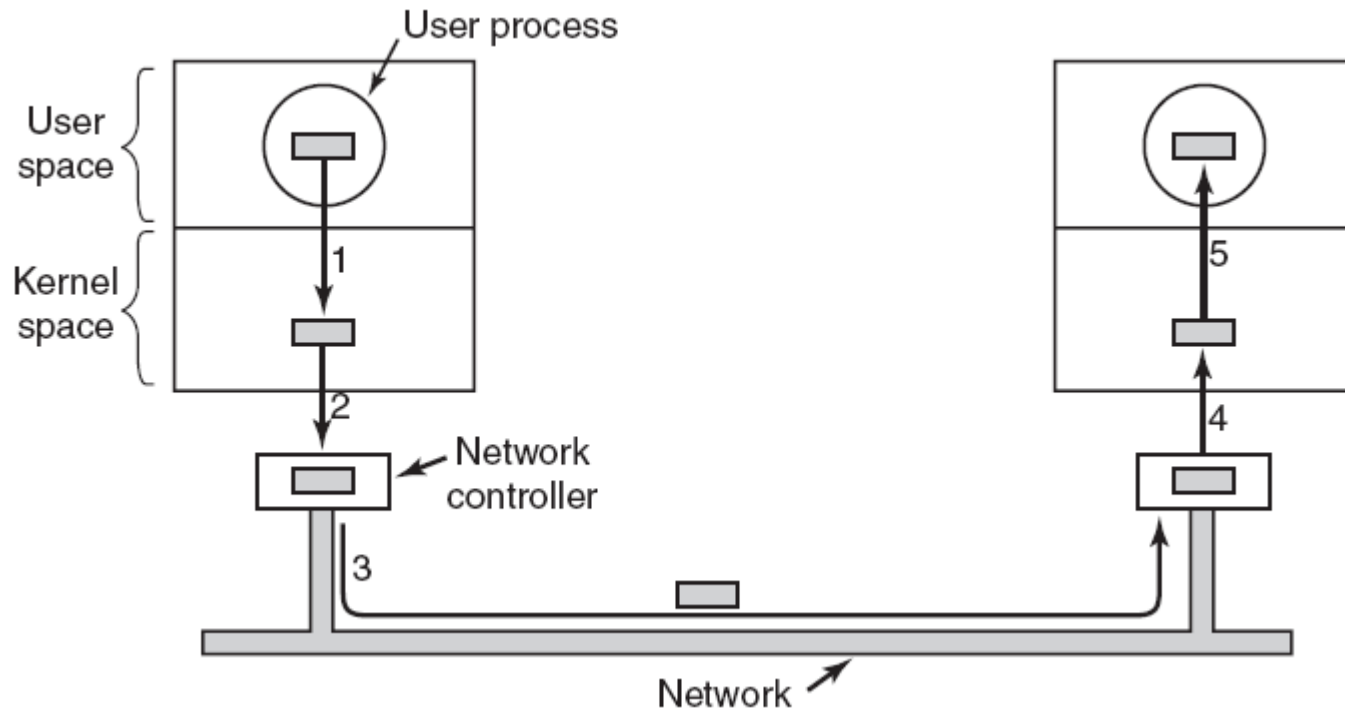 User process
User
space
1
5
Kernel
space
2
4
Network
controller
3
Network